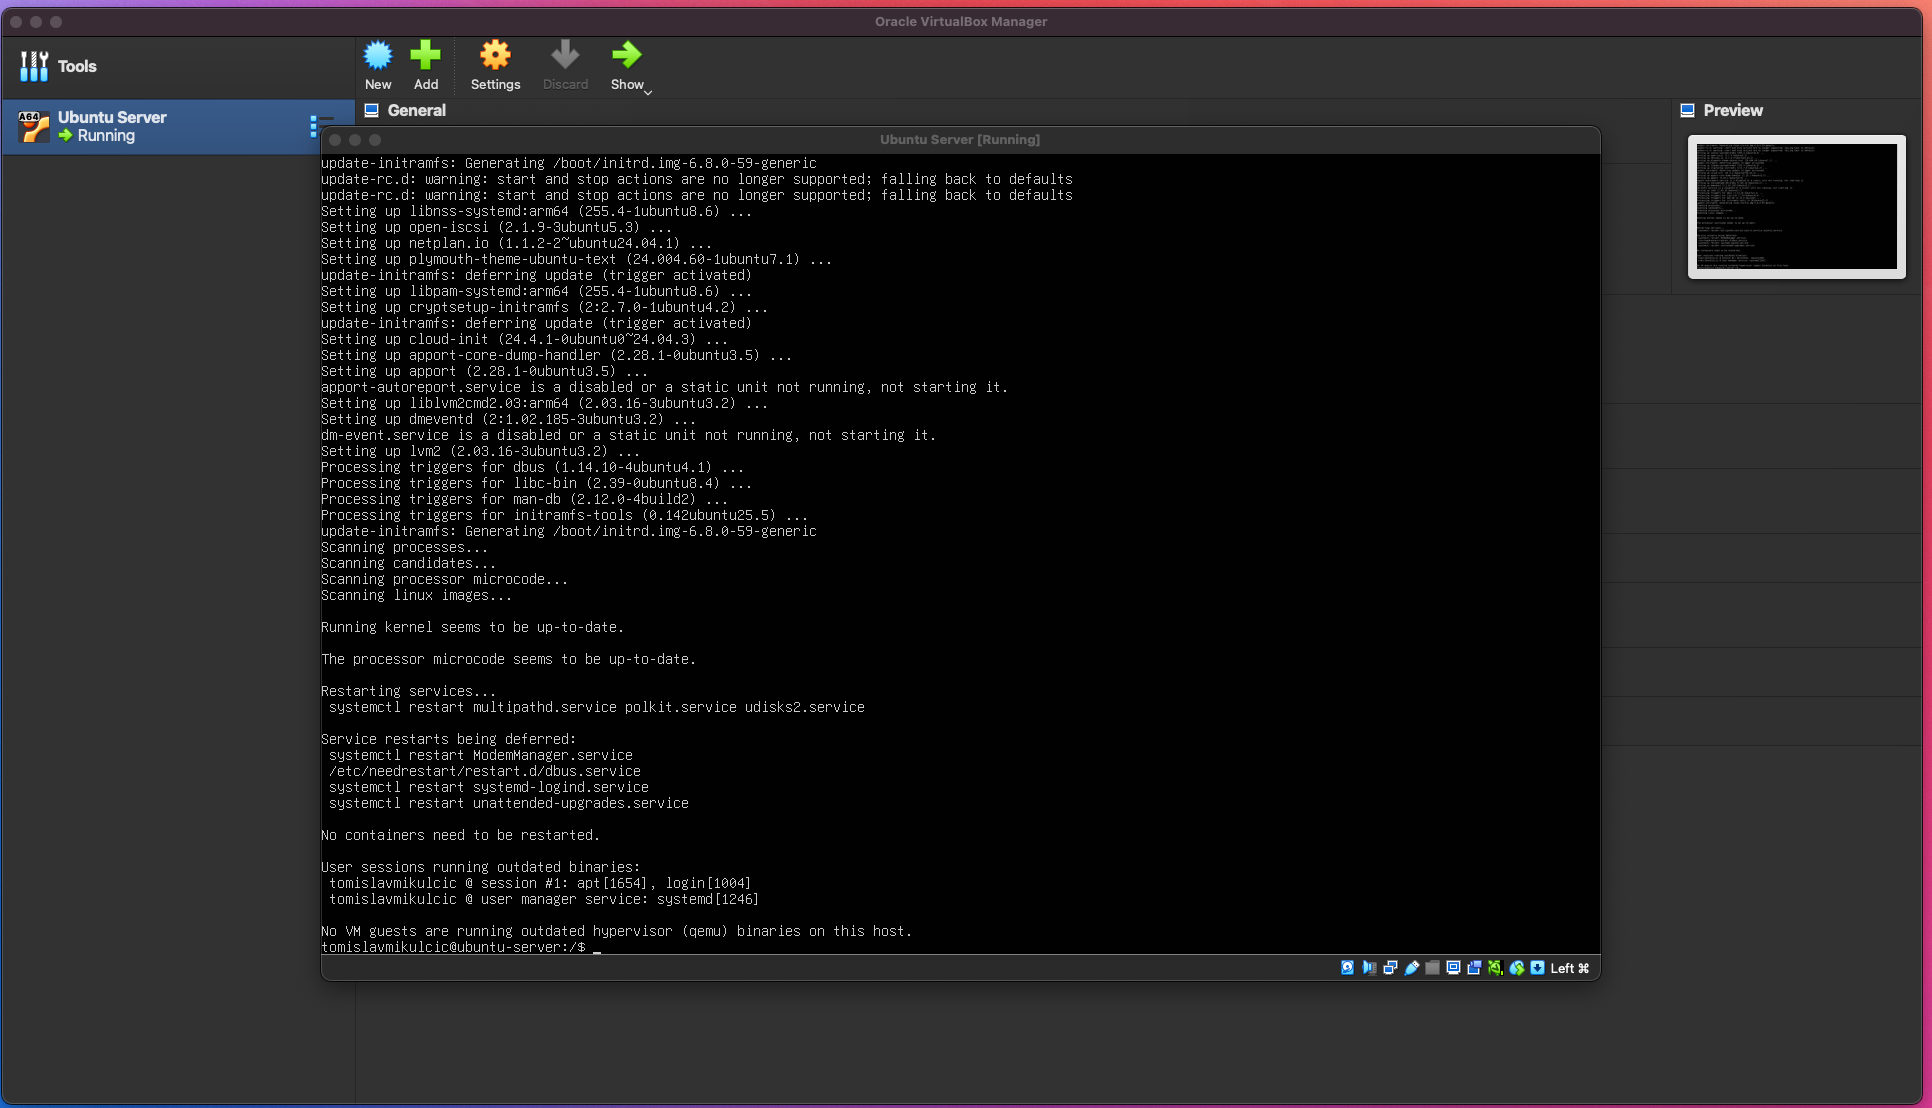 Oracle VirtualBox Manager
Tools
New
Add
Settings
Discard
Show
A64
Ubuntu Server
Running
General
Preview
Ubuntu Server [Running]
update-initramfs: Generating /boot/initrd.img-6.8.0-59-generic
update-rc.d: warning: start and stop actions are no longer supported; falling back to defaults
update-rc.d: warning: start and stop actions are no longer supported; falling back to defaults
Setting up libnss-systemd:arm64 (255.4-1ubuntu8.6) ...
Setting up open-iscsi (2.1.9-3ubuntu5.3) ...
Setting up netplan.io (1.1.2-2~ubuntu24.04.1) ...
Setting up plymouth-theme-ubuntu-text (24.004.60-1ubuntu7.1) ...
update-initramfs: deferring update (trigger activated)
Setting up libpam-systemd:arm64 (255.4-1ubuntu8.6) ...
Setting up cryptsetup-initramfs (2:2.7.0-1ubuntu4.2) ...
update-initramfs: deferring update (trigger activated)
Setting up cloud-init (24.4.1-0ubuntu0~24.04.3) ...
Setting up apport-core-dump-handler (2.28.1-0ubuntu3.5) ...
Setting up apport (2.28.1-0ubuntu3.5) ...
apport-autoreport.service is a disabled or a static unit not running, not starting it.
Setting up liblvm2cmd2.03:arm64 (2.03.16-3ubuntu3.2) ...
Setting up dmeventd (2:1.02.185-3ubuntu3.2) ...
dm-event.service is a disabled or a static unit not running, not starting it.
Setting up lvm2 (2.03.16-3ubuntu3.2) ...
Processing triggers for dbus (1.14.10-4ubuntu4.1) ...
Processing triggers for libc-bin (2.39-0ubuntu8.4) ...
Processing triggers for man-db (2.12.0-4build2) ...
Processing triggers for initramfs-tools (0.142ubuntu25.5) ...
update-initramfs: Generating /boot/initrd.img-6.8.0-59-generic
Scanning processes...
Scanning candidates...
Scanning processor microcode...
Scanning linux images...
Running kernel seems to be up-to-date.
The processor microcode seems to be up-to-date.
Restarting services...
systemctl restart multipathd.service polkit.service udisks2.service
Service restarts being deferred:
systemctl restart ModemManager.service
/etc/needrestart/restart.d/dbus.service
systemctl restart systemd-logind.service
systemctl restart unattended-upgrades.service
No containers need to be restarted.
User sessions running outdated binaries:
tomislavmikulcic @ session #1: apt[1654], login[1004]
tomislavmikulcic @ user manager service: systemd[1246]
No VM guests are running outdated hypervisor (qemu) binaries on this host.
tomislavmikulcic@ubuntu-server:/$ _
Left ⌘